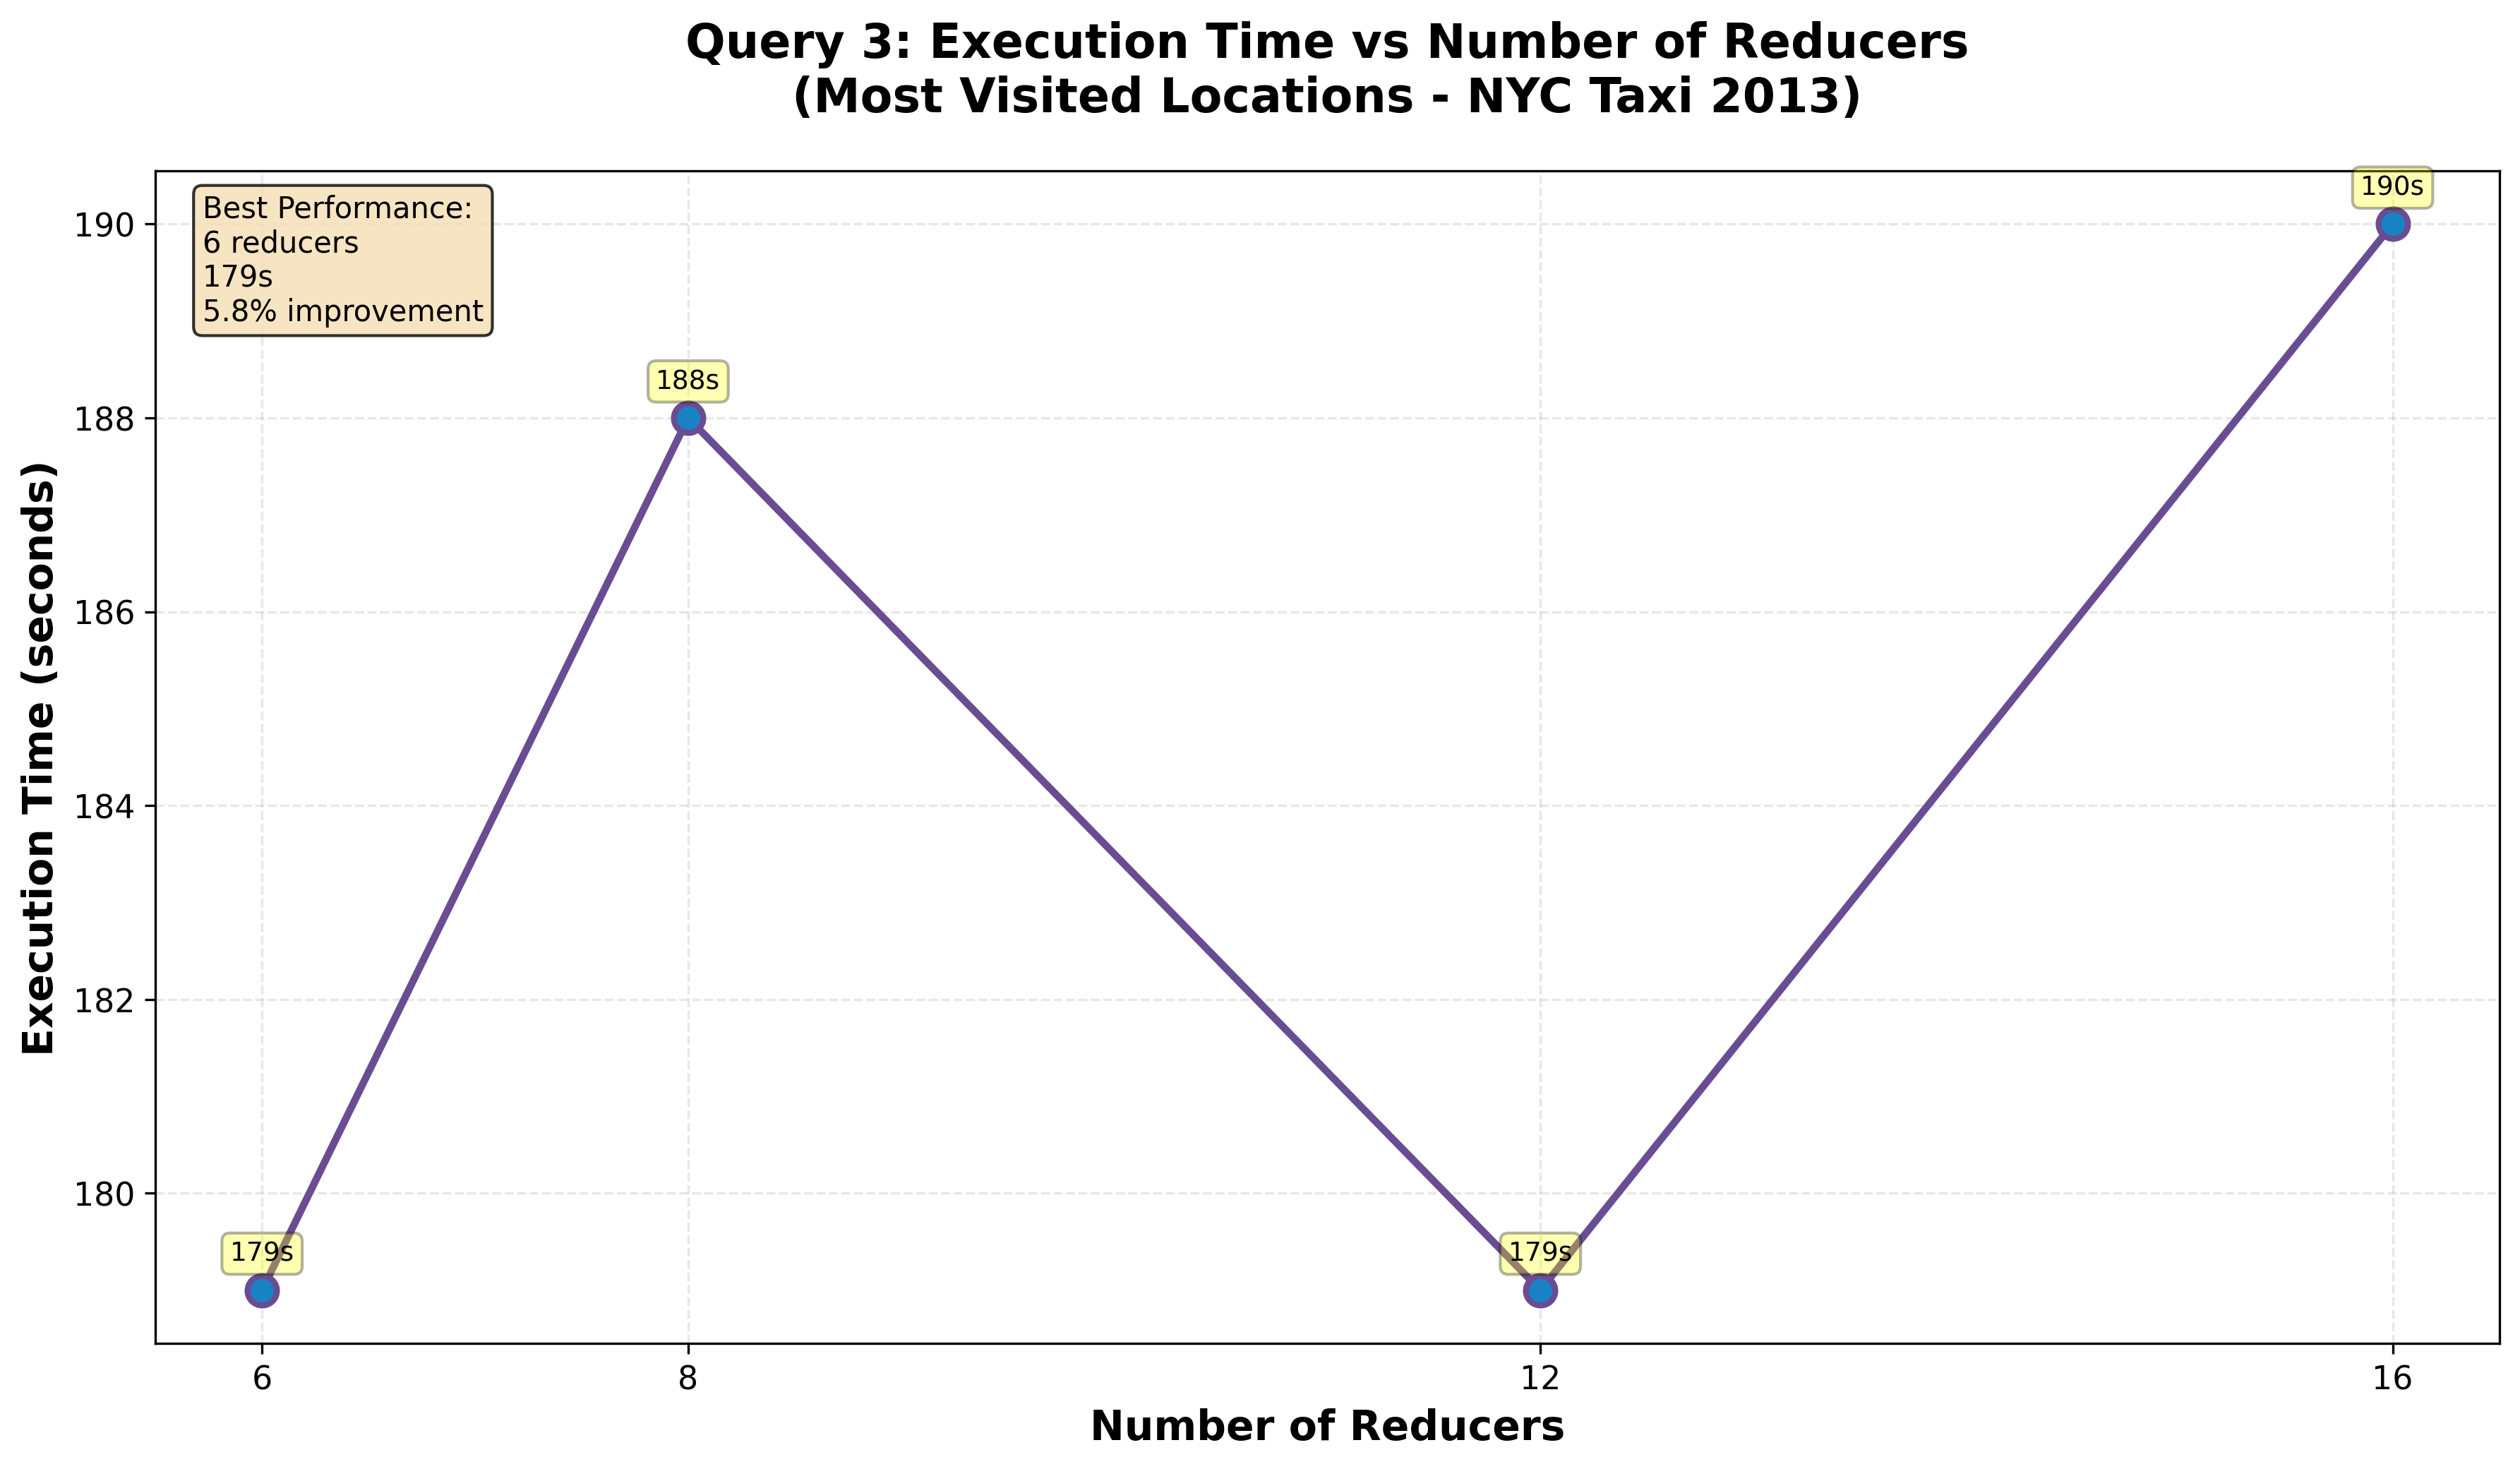 Query 3: Execution Time vs Number of Reducers
(Most Visited Locations - NYC Taxi 2013)
Best Performance:
6 reducers
179s
5.8% improvement
190s
188s
179s
179s
190
188
186
184
182
180
Execution Time (seconds)
6
8
12
16
Number of Reducers